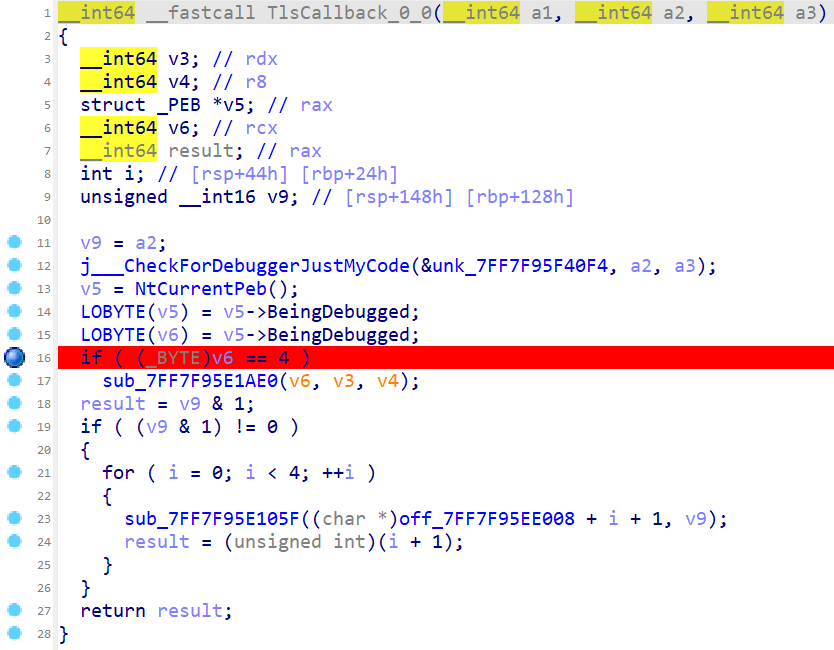 1 __int64 __fastcall TlsCallback_0_0(__int64 a1, __int64 a2, __int64 a3)
2 {
3 __int64 v3; // rdx
4 __int64 v4; // r8
5 struct _PEB *v5; // rax
6 __int64 v6; // rcx
7 __int64 result; // rax
8 int i; // [rsp+44h] [rbp+24h]
9 unsigned __int16 v9; // [rsp+148h] [rbp+128h]
10
11 v9 = a2;
12 j___CheckForDebuggerJustMyCode(&unk_7FF7F95F40F4, a2, a3);
13 v5 = NtCurrentPeb();
14 LOBYTE(v5) = v5->BeingDebugged;
15 LOBYTE(v6) = v5->BeingDebugged;
16 if ( (_BYTE)v6 == 4 )
17 sub_7FF7F95E1AE0(v6, v3, v4);
18 result = v9 & 1;
19 if ( (v9 & 1) != 0 )
20 {
21 for ( i = 0; i < 4; ++i )
22 {
23 sub_7FF7F95E105F((char *)off_7FF7F95EE008 + i + 1, v9);
24 result = (unsigned int)(i + 1);
25 }
26 }
27 return result;
28 }